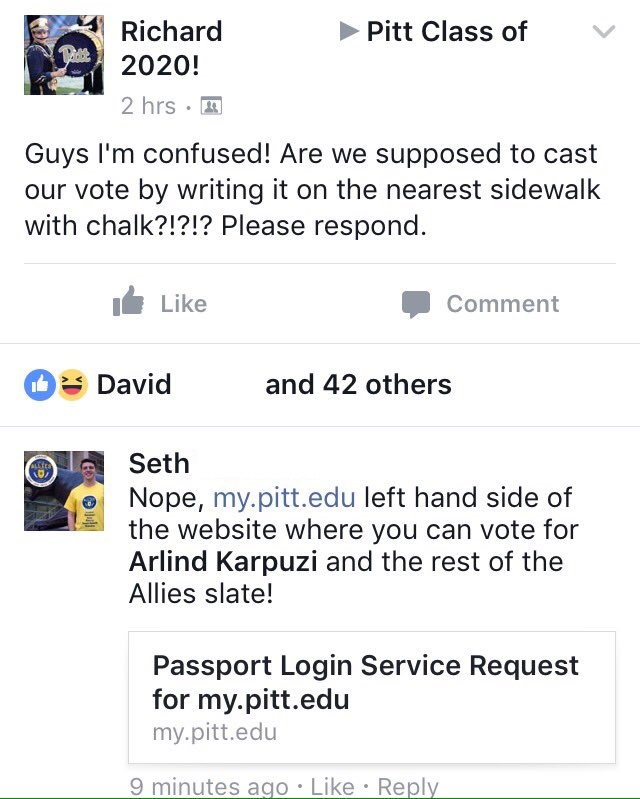 Richard ▶ Pitt Class of
2020!
2 hrs ·
Pitt
Guys I'm confused! Are we supposed to cast
our vote by writing it on the nearest sidewalk
with chalk?!?!? Please respond.
Like Comment
David and 42 others
Seth
ALLIES
Nope, my.pitt.edu left hand side of
the website where you can vote for
Arlind Karpuzi and the rest of the
Allies slate!
Passport Login Service Request
for my.pitt.edu
my.pitt.edu
9 minutes ago · Like · Reply